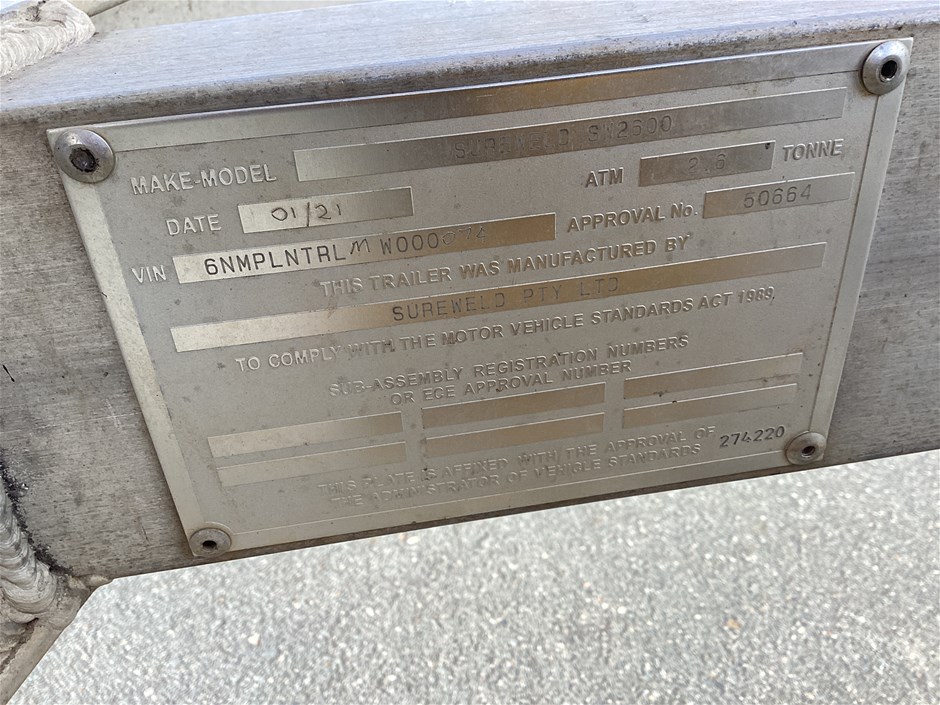 MAKE-MODEL SUREWELD SW2600
ATM 2.6 TONNE
DATE 01/21
APPROVAL No. 50664
VIN 6NMPLNTRLMW000
THIS TRAILER WAS MANUFACTURED BY
SUREWELD PTY LTD
TO COMPLY WITH THE MOTOR VEHICLE STANDARDS ACT 1989,
SUB-ASSEMBLY REGISTRATION NUMBERS
OR ECE APPROVAL NUMBER
THIS PLATE IS AFFIXED WITH THE APPROVAL OF
THE ADMINISTRATOR OF VEHICLE STANDARDS
274220